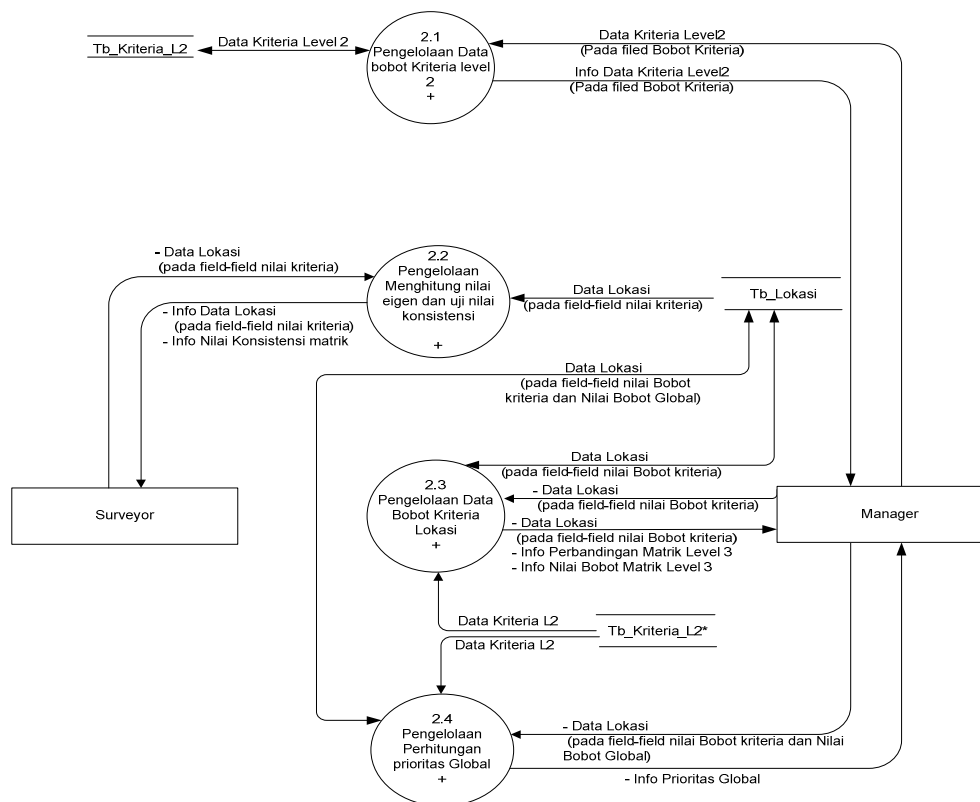 2.1
Pengelolaan Data
bobot Kriteria level
2
+
Tb_Kriteria_L2
Data Kriteria Level 2
Data Kriteria Level2
(Pada filed Bobot Kriteria)
Info Data Kriteria Level2
(Pada filed Bobot Kriteria)
- Data Lokasi
(pada field-field nilai kriteria)
2.2
Pengelolaan
Menghitung nilai
eigen dan uji nilai
konsistensi
+
Data Lokasi
(pada field-field nilai kriteria)
Tb_Lokasi
- Info Data Lokasi
(pada field-field nilai kriteria)
- Info Nilai Konsistensi matrik
Data Lokasi
(pada field-field nilai Bobot
kriteria dan Nilai Bobot Global)
Data Lokasi
(pada field-field nilai Bobot kriteria)
Surveyor
2.3
Pengelolaan Data
Bobot Kriteria
Lokasi
+
- Data Lokasi
(pada field-field nilai Bobot kriteria)
- Data Lokasi
(pada field-field nilai Bobot kriteria)
- Info Perbandingan Matrik Level 3
- Info Nilai Bobot Matrik Level 3
Manager
Data Kriteria L2
Data Kriteria L2
Tb_Kriteria_L2*
2.4
Pengelolaan
Perhitungan
prioritas Global
+
- Data Lokasi
(pada field-field nilai Bobot kriteria dan Nilai
Bobot Global)
- Info Prioritas Global